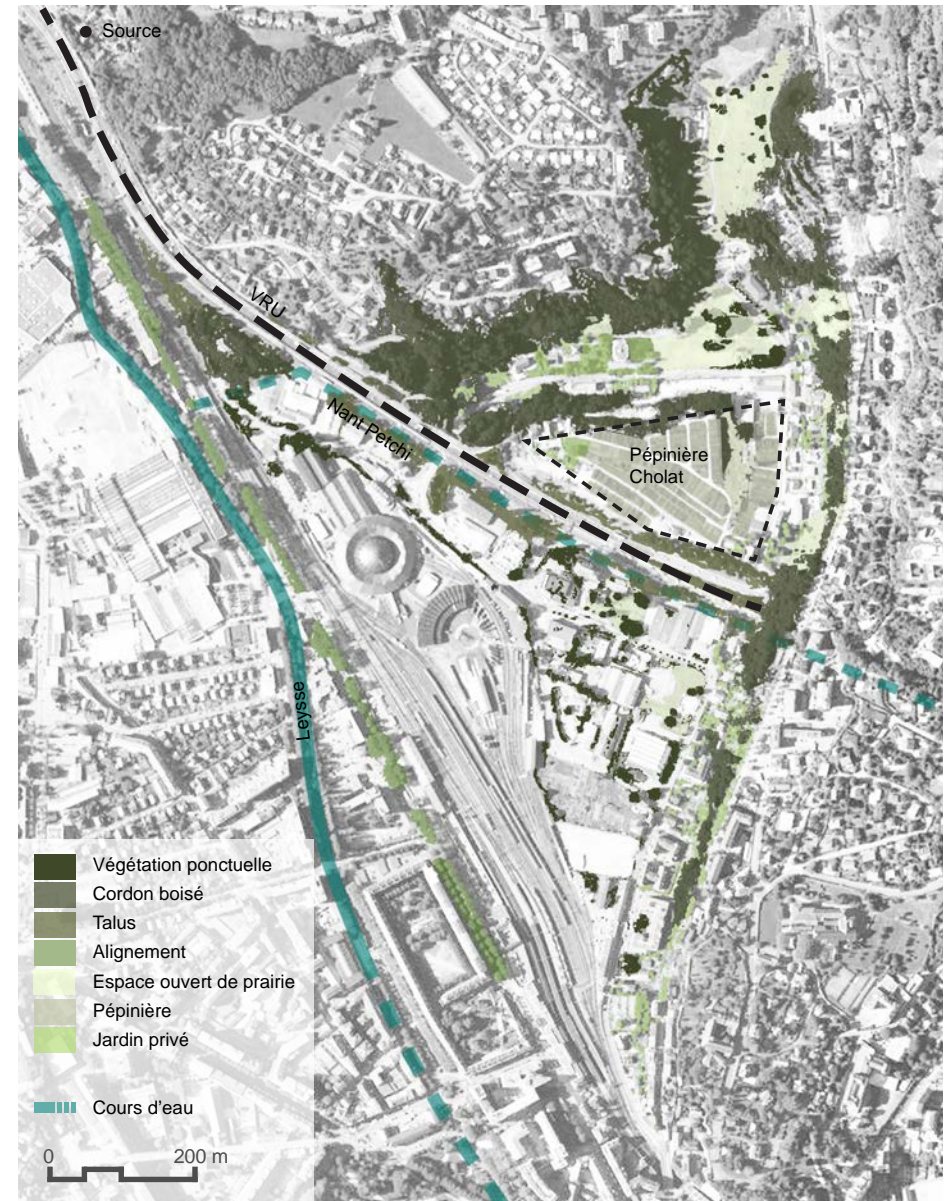 Source
VRU
Nant Petchi
Pépinière
Cholat
Leysse
Végétation ponctuelle
Cordon boisé
Talus
Alignement
Espace ouvert de prairie
Pépinière
Jardin privé
Cours d'eau
0 200 m